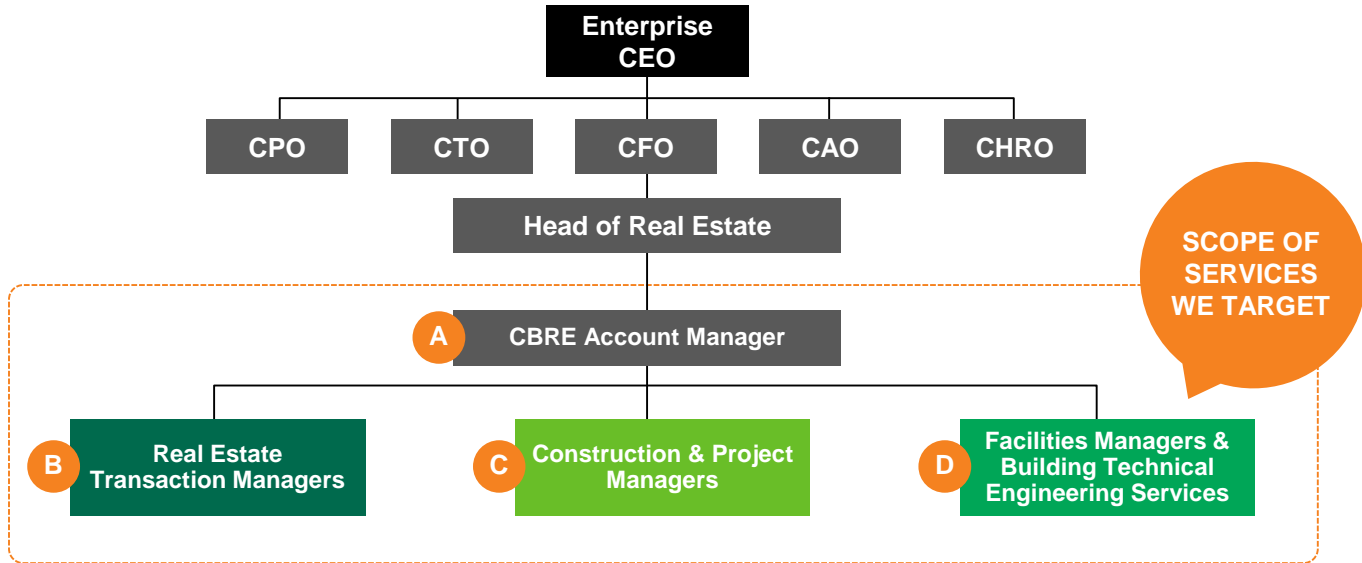 Enterprise
CEO
CPO
CTO
CFO
CAO
CHRO
Head of Real Estate
SCOPE OF
SERVICES
WE TARGET
A
CBRE Account Manager
B
Real Estate
Transaction Managers
C
Construction & Project
Managers
D
Facilities Managers &
Building Technical
Engineering Services